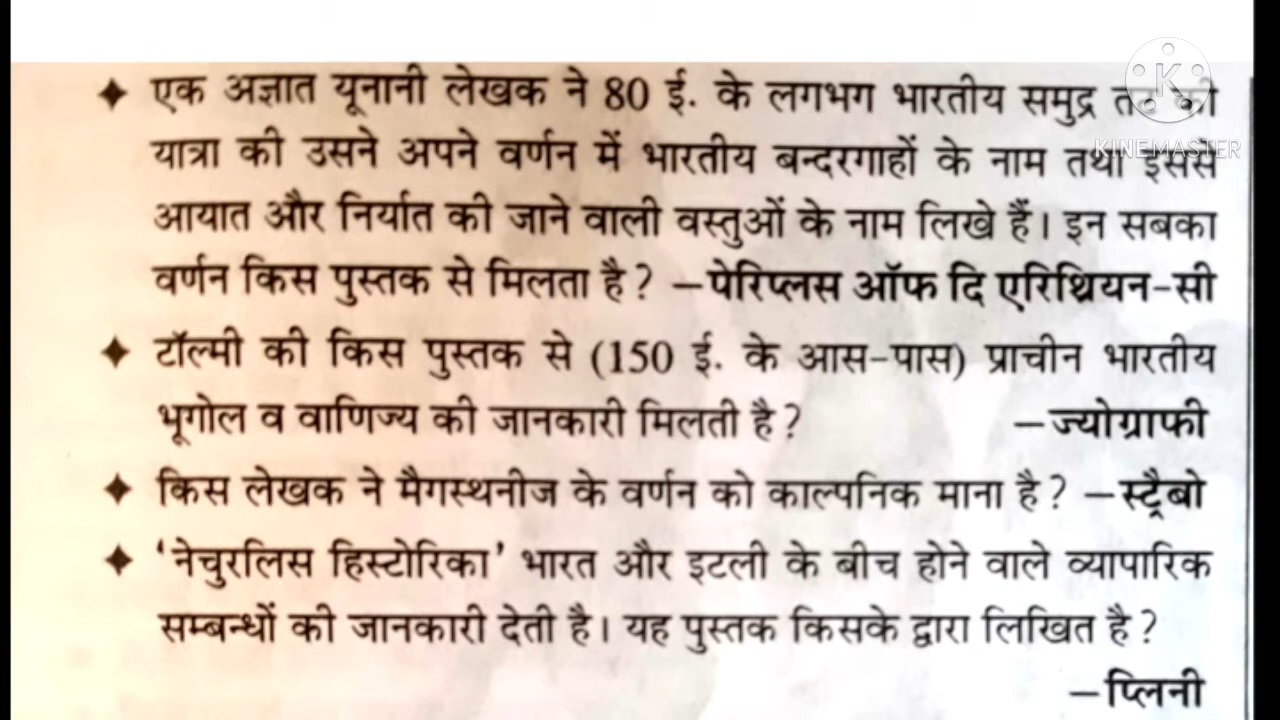 ✦ एक अज्ञात यूनानी लेखक ने 80 ई. के लगभग भारतीय समुद्र तट की
यात्रा की उसने अपने वर्णन में भारतीय बन्दरगाहों के नाम तथा इससे
आयात और निर्यात की जाने वाली वस्तुओं के नाम लिखे हैं। इन सबका
वर्णन किस पुस्तक से मिलता है? –पेरिप्लस ऑफ दि एरिथ्रियन-सी
✦ टॉल्मी की किस पुस्तक से (150 ई. के आस-पास) प्राचीन भारतीय
भूगोल व वाणिज्य की जानकारी मिलती है? –ज्योग्राफी
✦ किस लेखक ने मैगस्थनीज के वर्णन को काल्पनिक माना है? –स्ट्रैबो
✦ 'नेचुरलिस हिस्टोरिका' भारत और इटली के बीच होने वाले व्यापारिक
सम्बन्धों की जानकारी देती है। यह पुस्तक किसके द्वारा लिखित है?
–प्लिनी
K
KINEMASTER